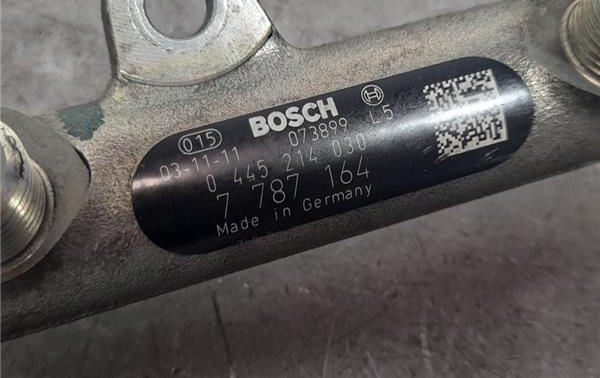 015 BOSCH
03-11-11 073899 L5
0 445 214 030
7 787 164
Made in Germany